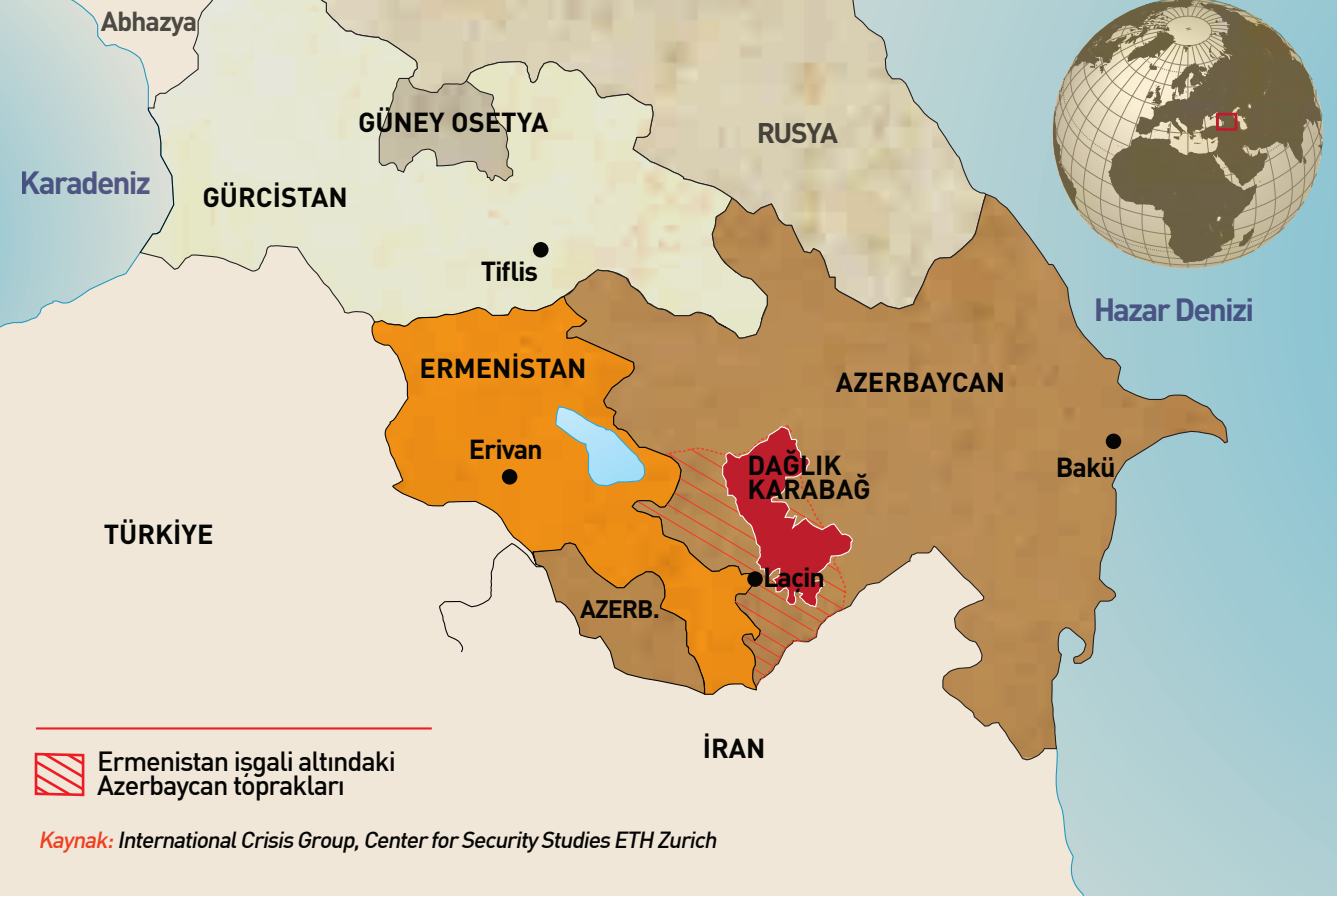 Abhazya
GÜNEY OSETYA
RUSYA
Karadeniz
GÜRCİSTAN
Tiflis
Hazar Denizi
ERMENİSTAN
AZERBAYCAN
Erivan
DAĞLIK
KARABAĞ
Bakü
TÜRKİYE
Laçin
AZERB.
İRAN
Ermenistan işgali altındaki
Azerbaycan toprakları
Kaynak: International Crisis Group, Center for Security Studies ETH Zurich